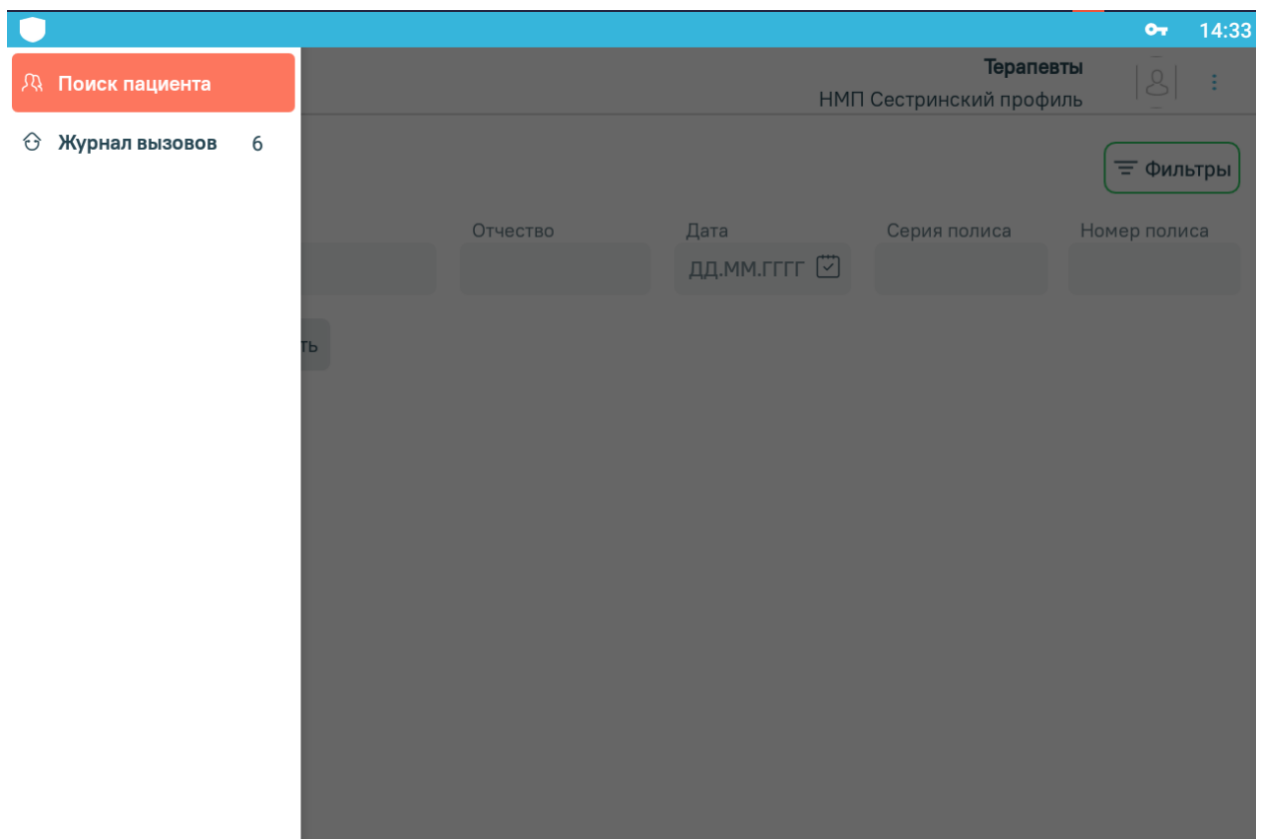 14:33
Поиск пациента
Журнал вызовов 6
Терапевты
НМП Сестринский профиль
Фильтры
Отчество Дата Серия полиса Номер полиса
ДД.ММ.ГГГГ
ть